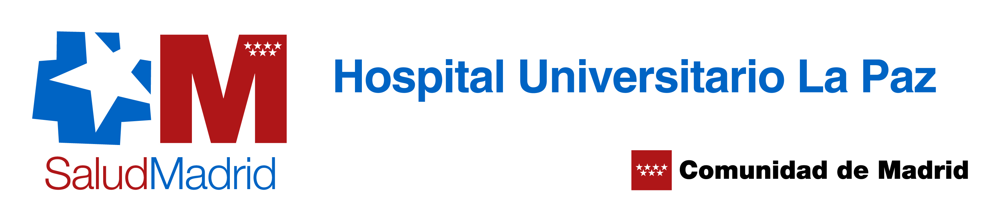 M
SaludMadrid
Hospital Universitario La Paz
Comunidad de Madrid